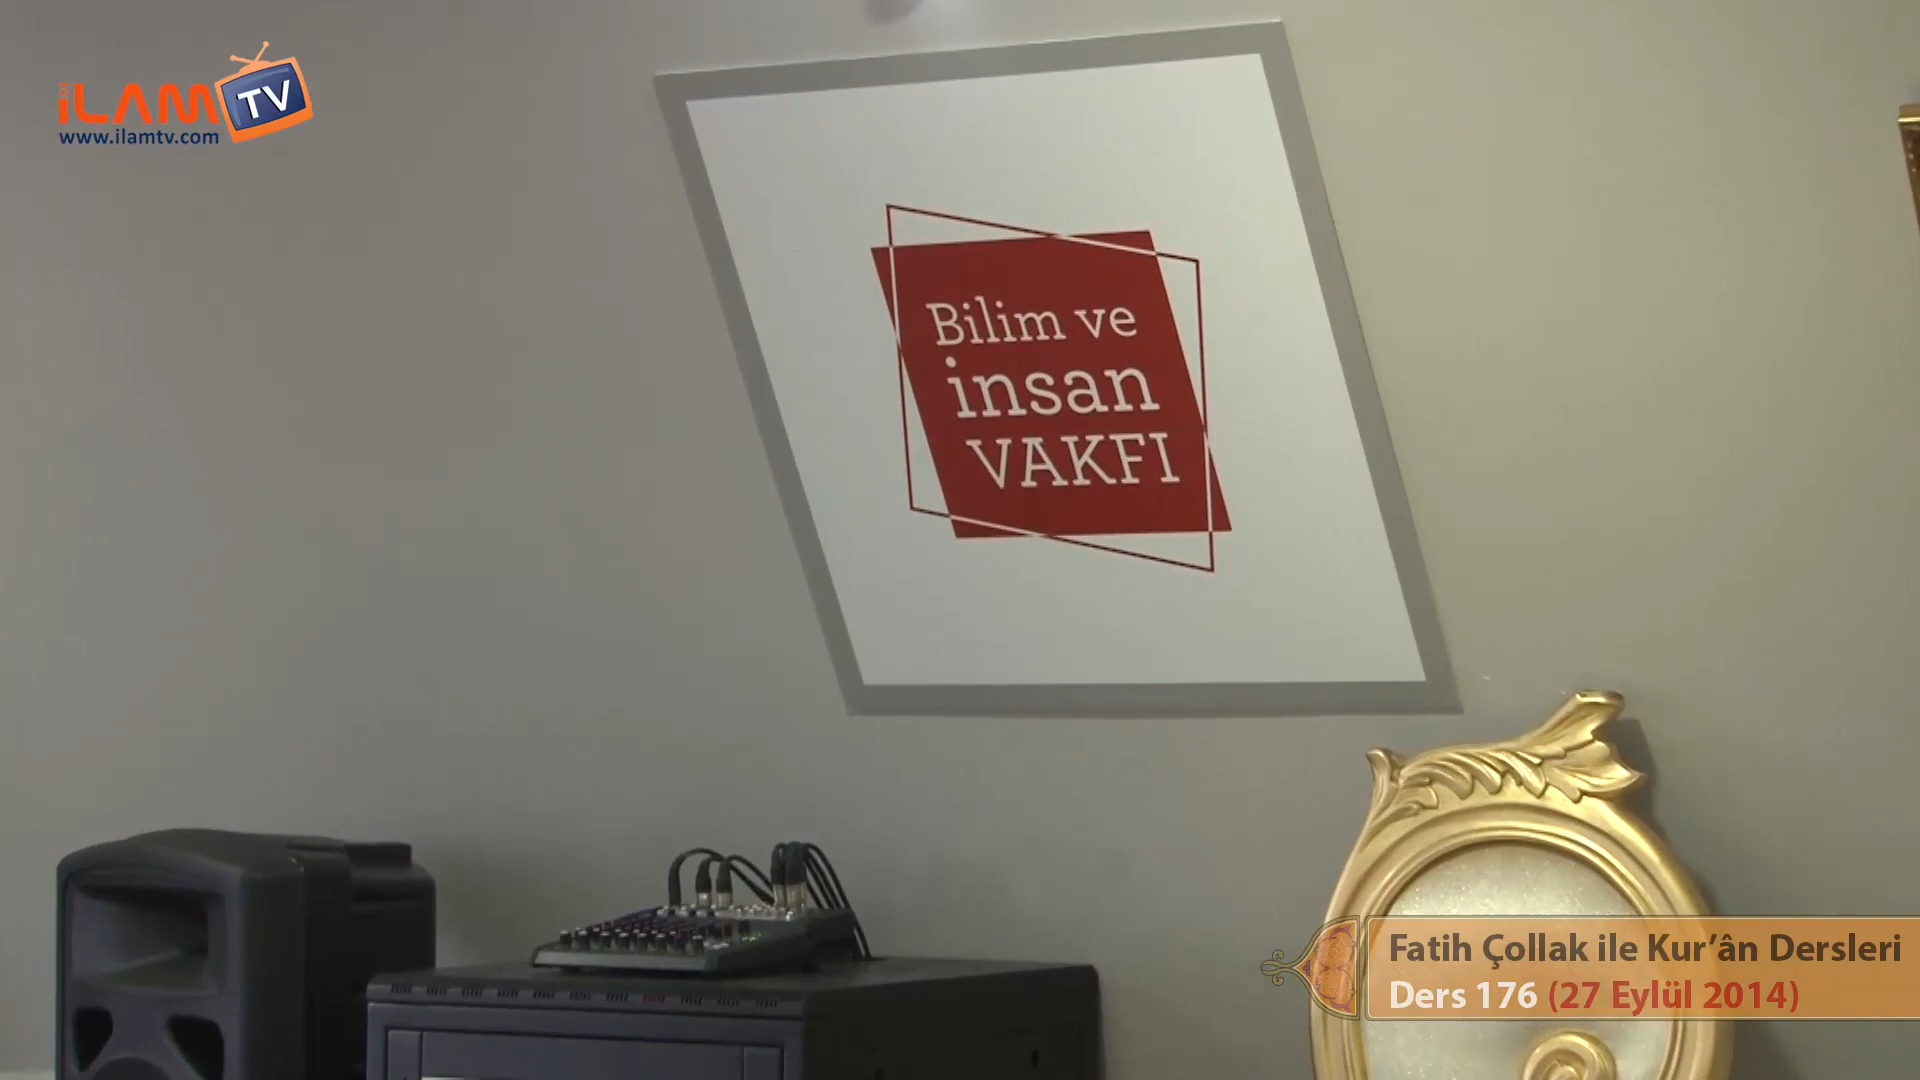 iLAM TV
www.ilamtv.com
Bilim ve
insan
VAKFI
Fatih Çollak ile Kur’ân Dersleri
Ders 176 (27 Eylül 2014)